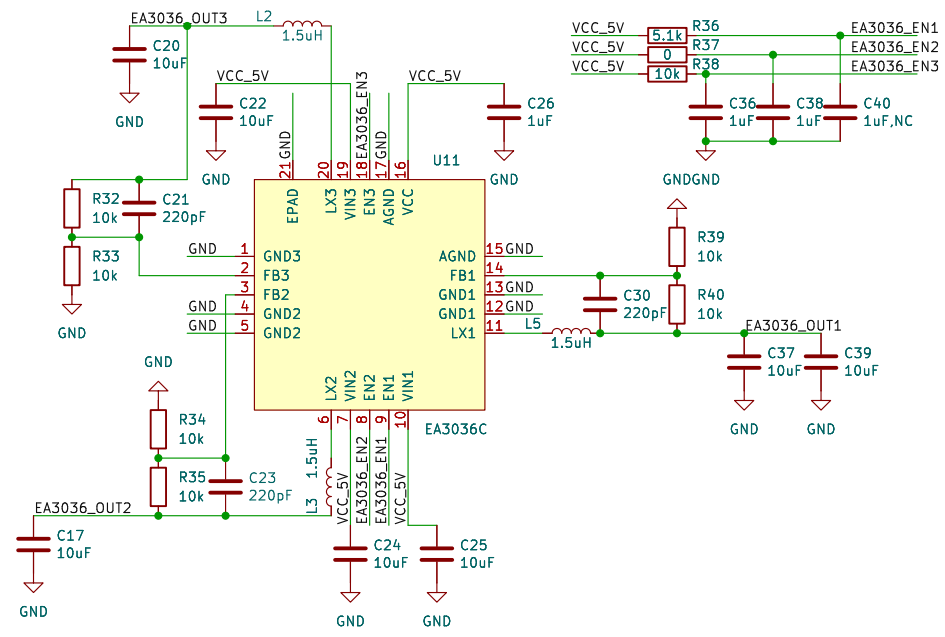 EA3036_OUT3
L2
1.5uH
C20
10uF
GND
VCC_5V
C22
10uF
GND
VCC_5V
C26
1uF
GND
VCC_5V
R36
5.1k
EA3036_EN1
VCC_5V
R37
0
EA3036_EN2
VCC_5V
R38
10k
EA3036_EN3
C36
1uF
C38
1uF
C40
1uF,NC
GNDGND
GND
EA3036_EN3
GND
21
20
19
18
17
16
U11
EPAD
LX3
VIN3
EN3
AGND
VCC
R32
10k
C21
220pF
R33
10k
GND
GND
1
GND3
2
FB3
3
FB2
GND
4
GND2
GND
5
GND2
AGND
15
GND
FB1
14
GND1
13
GND
GND1
12
GND
LX1
11
L5
1.5uH
R39
10k
C30
220pF
R40
10k
EA3036_OUT1
C37
10uF
C39
10uF
GND
GND
LX2
VIN2
EN2
EN1
VIN1
6
7
8
9
10
EA3036C
GND
R34
10k
R35
10k
C23
220pF
1.5uH
L3
VCC_5V
EA3036_EN2
EA3036_EN1
VCC_5V
EA3036_OUT2
C17
10uF
GND
C24
10uF
GND
C25
10uF
GND